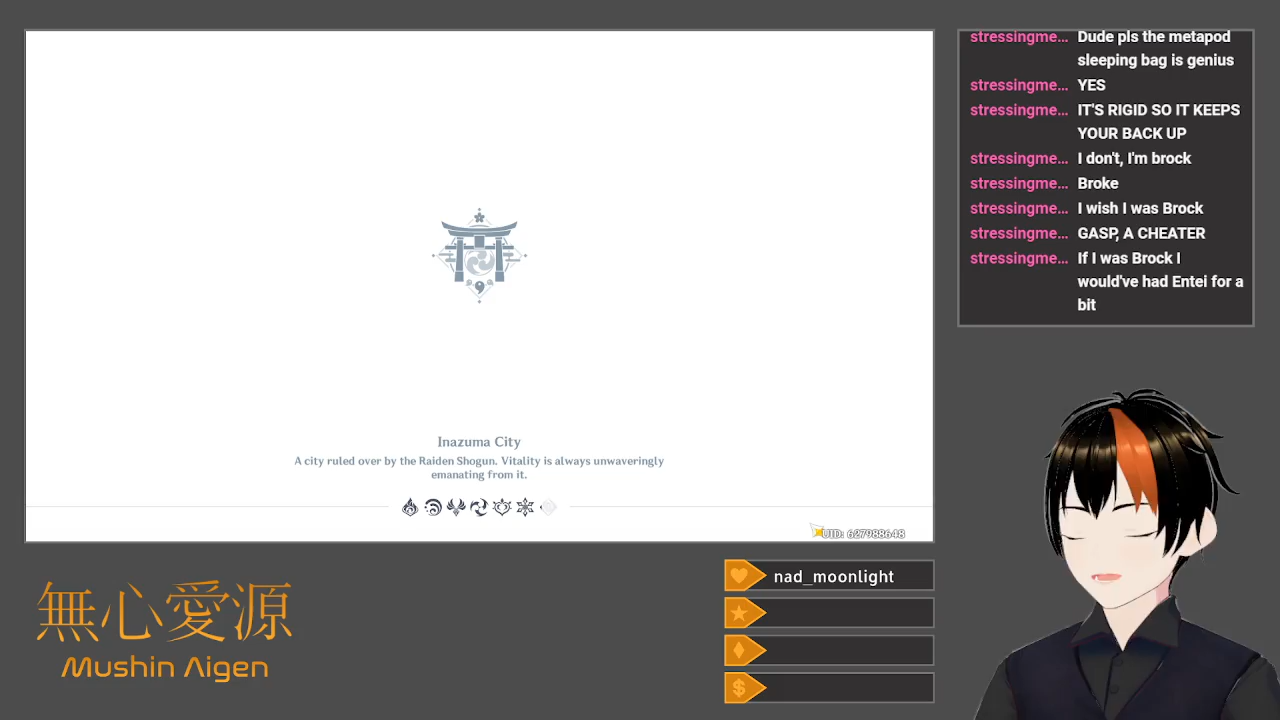 stressingme... Dude pls the metapod
sleeping bag is genius
stressingme... YES
stressingme... IT'S RIGID SO IT KEEPS
YOUR BACK UP
stressingme... I don't, I'm brock
stressingme... Broke
stressingme... I wish I was Brock
stressingme... GASP, A CHEATER
stressingme... If I was Brock I
would've had Entei for a
bit
Inazuma City
A city ruled over by the Raiden Shogun. Vitality is always unwaveringly
emanating from it.
UID: 627988648
nad_moonlight
無心愛源
Mushin Aigen